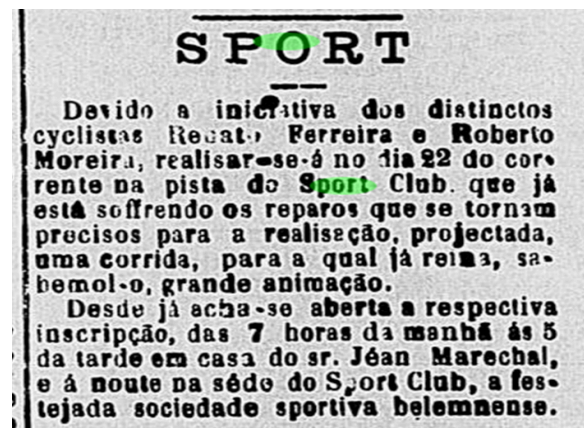 SPORT
Devido a iniciativa dos distinctos
cyclistas Renato Ferreira e Roberto
Moreira, realisar-se-á no dia 22 do cor-
rente na pista do Sport Club. que já
está soffrendo os reparos que se tornam
precisos para a realisação, projectada,
uma corrida, para a qual já reina, sa-
bemol-o, grande animação.
Desde já acha-se aberta a respectiva
inscripção, das 7 horas da manhã ás 5
da tarde em casa do sr. Jéan Marechal,
e á noute na séde do Sport Club, a fes-
tejada sociedade sportiva belemnense.